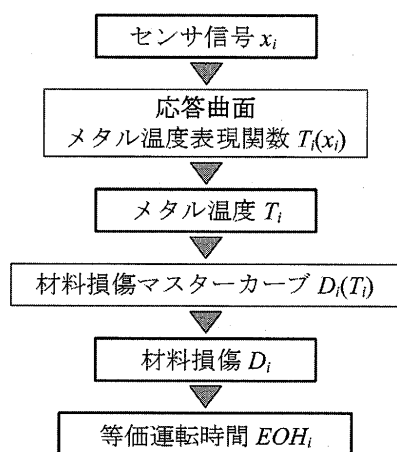 センサ信号 xi
応答曲面
メタル温度表現関数 Ti(xi)
メタル温度 Ti
材料損傷マスターカーブ Di(Ti)
材料損傷 Di
等価運転時間 EOHi